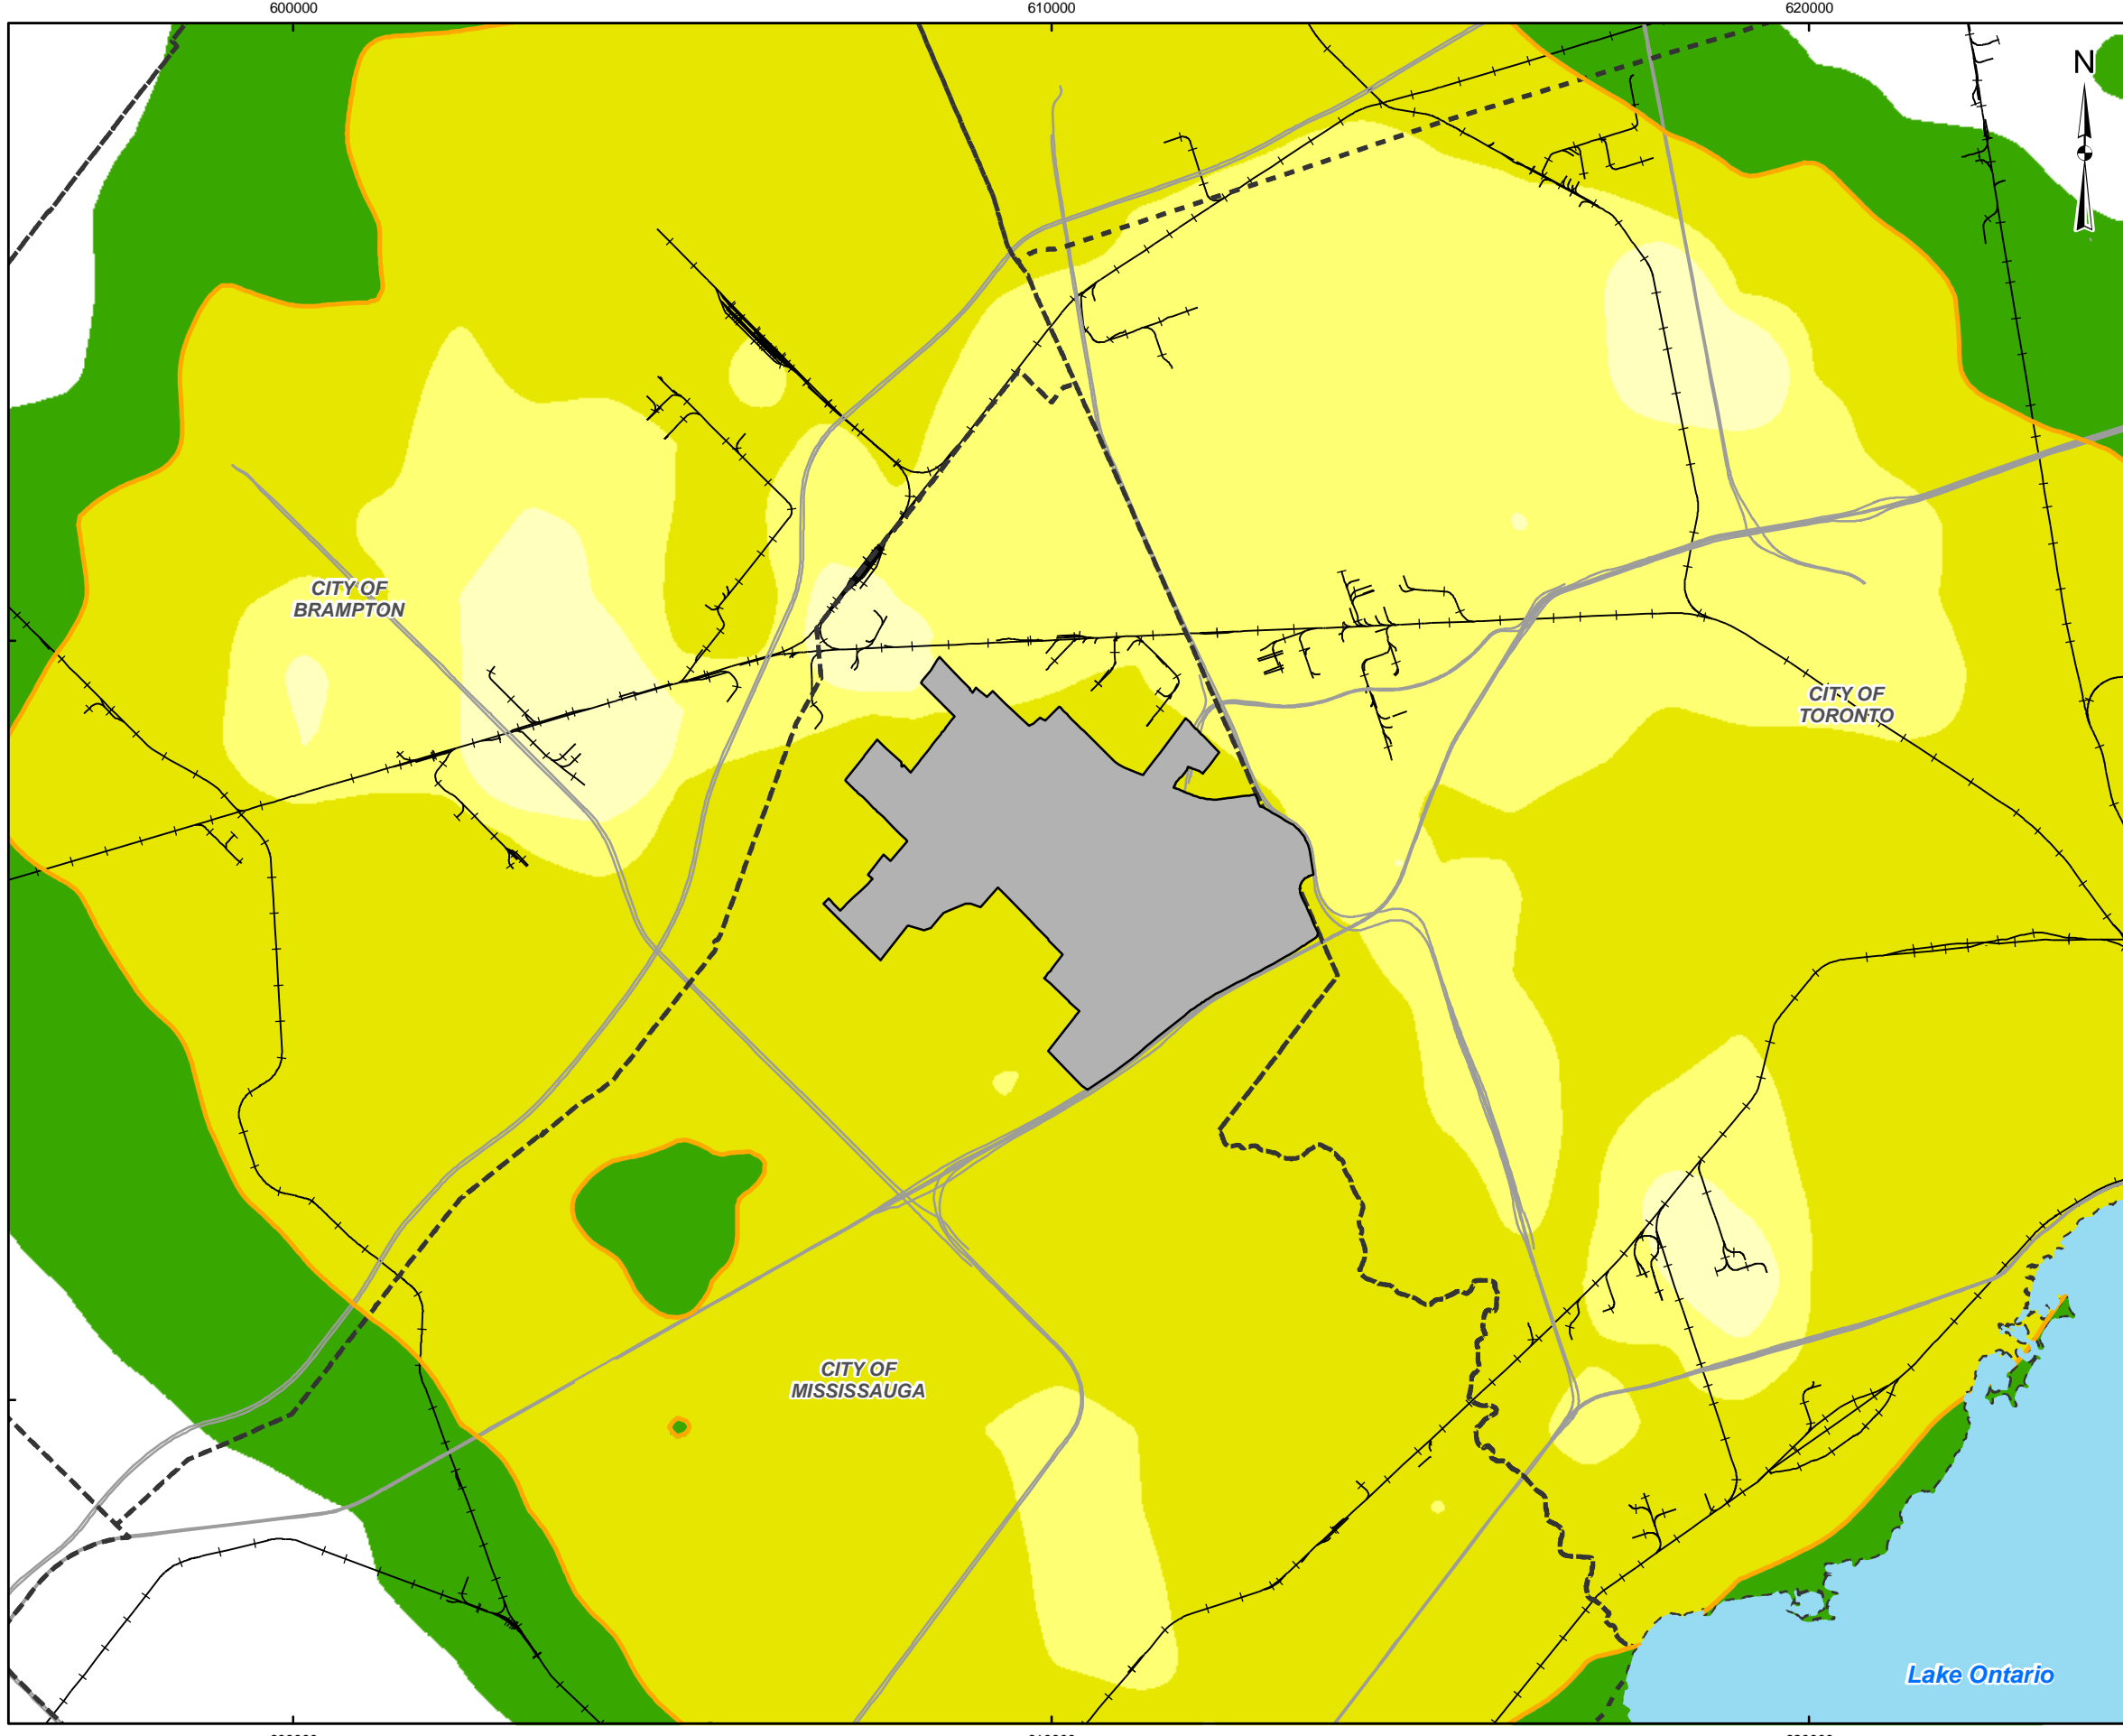 600000
610000
620000
N
CITY OF
BRAMPTON
CITY OF
TORONTO
CITY OF
MISSISSAUGA
Lake Ontario